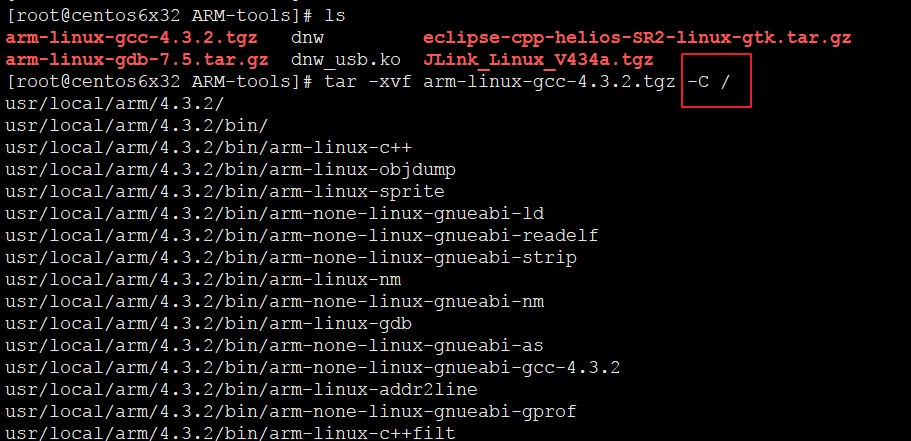 [root@centos6x32 ARM-tools]# ls
arm-linux-gcc-4.3.2.tgz dnw eclipse-cpp-helios-SR2-linux-gtk.tar.gz
arm-linux-gdb-7.5.tar.gz dnw_usb.ko JLink_Linux_V434a.tgz
[root@centos6x32 ARM-tools]# tar -xvf arm-linux-gcc-4.3.2.tgz -C /
usr/local/arm/4.3.2/
usr/local/arm/4.3.2/bin/
usr/local/arm/4.3.2/bin/arm-linux-c++
usr/local/arm/4.3.2/bin/arm-linux-objdump
usr/local/arm/4.3.2/bin/arm-linux-sprite
usr/local/arm/4.3.2/bin/arm-none-linux-gnueabi-ld
usr/local/arm/4.3.2/bin/arm-none-linux-gnueabi-readelf
usr/local/arm/4.3.2/bin/arm-none-linux-gnueabi-strip
usr/local/arm/4.3.2/bin/arm-linux-nm
usr/local/arm/4.3.2/bin/arm-none-linux-gnueabi-nm
usr/local/arm/4.3.2/bin/arm-linux-gdb
usr/local/arm/4.3.2/bin/arm-none-linux-gnueabi-as
usr/local/arm/4.3.2/bin/arm-none-linux-gnueabi-gcc-4.3.2
usr/local/arm/4.3.2/bin/arm-linux-addr2line
usr/local/arm/4.3.2/bin/arm-none-linux-gnueabi-gprof
usr/local/arm/4.3.2/bin/arm-linux-c++filt